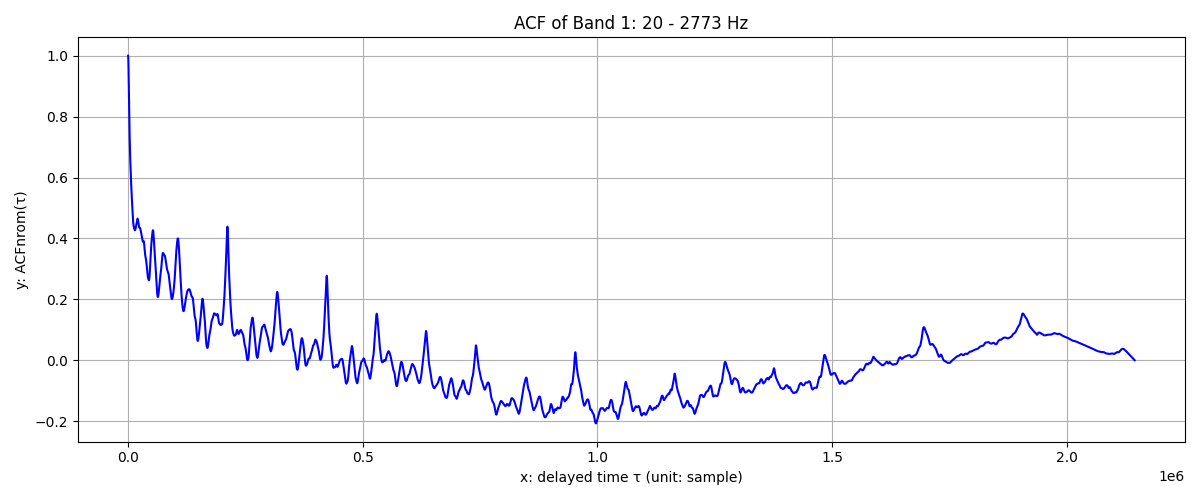 ACF of Band 1: 20 - 2773 Hz
y: ACFnrom(τ)
1.0
0.8
0.6
0.4
0.2
0.0
−0.2
0.0 0.5 1.0 1.5 2.0
1e6
x: delayed time τ (unit: sample)